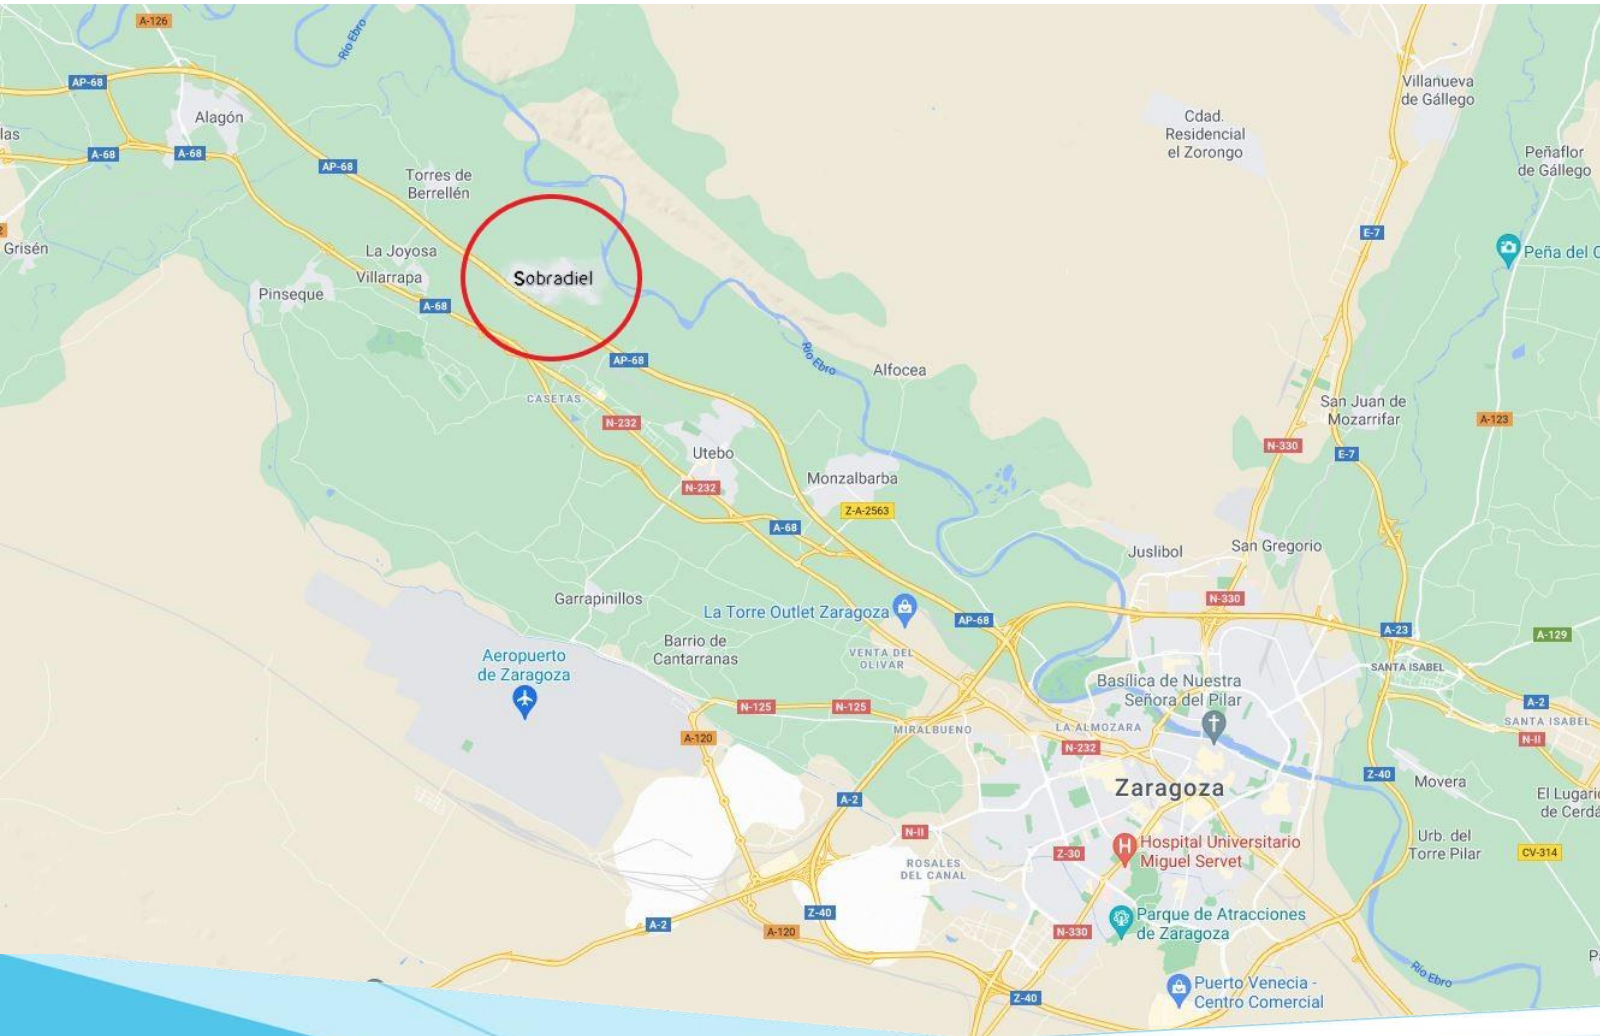 A-126
Río Ebro
AP-68
Alagón
Villanueva
de Gállego
Cdad.
Residencial
el Zorongo
las
A-68
A-68
AP-68
Peñaflor
de Gállego
Torres de
Berrellén
E-7
Grisén
La Joyosa
Peña del C
Villarrapa
Sobradiel
Pinseque
A-68
AP-68
Río Ebro
Alfocea
CASETAS
San Juan de
Mozarrifar
A-123
N-232
N-330
E-7
Utebo
Monzalbarba
N-232
Z-A-2563
A-68
Juslibol
San Gregorio
Garrapinillos
La Torre Outlet Zaragoza
AP-68
N-330
A-23
A-129
Barrio de
Cantarranas
VENTA DEL
OLIVAR
SANTA ISABEL
Aeropuerto
de Zaragoza
Basílica de Nuestra
Señora del Pilar
N-125
N-125
A-2
MIRALBUENO
LA ALMOZARA
SANTA ISABEL
A-120
N-232
N-II
Z-40
Movera
Zaragoza
A-2
El Lugaric
de Cerdá
N-II
Z-30
Hospital Universitario
Miguel Servet
Urb. del
Torre Pilar
CV-314
ROSALES
DEL CANAL
Z-40
A-2
A-120
N-330
Parque de Atracciones
de Zaragoza
Río Ebro
Z-40
Puerto Venecia -
Centro Comercial